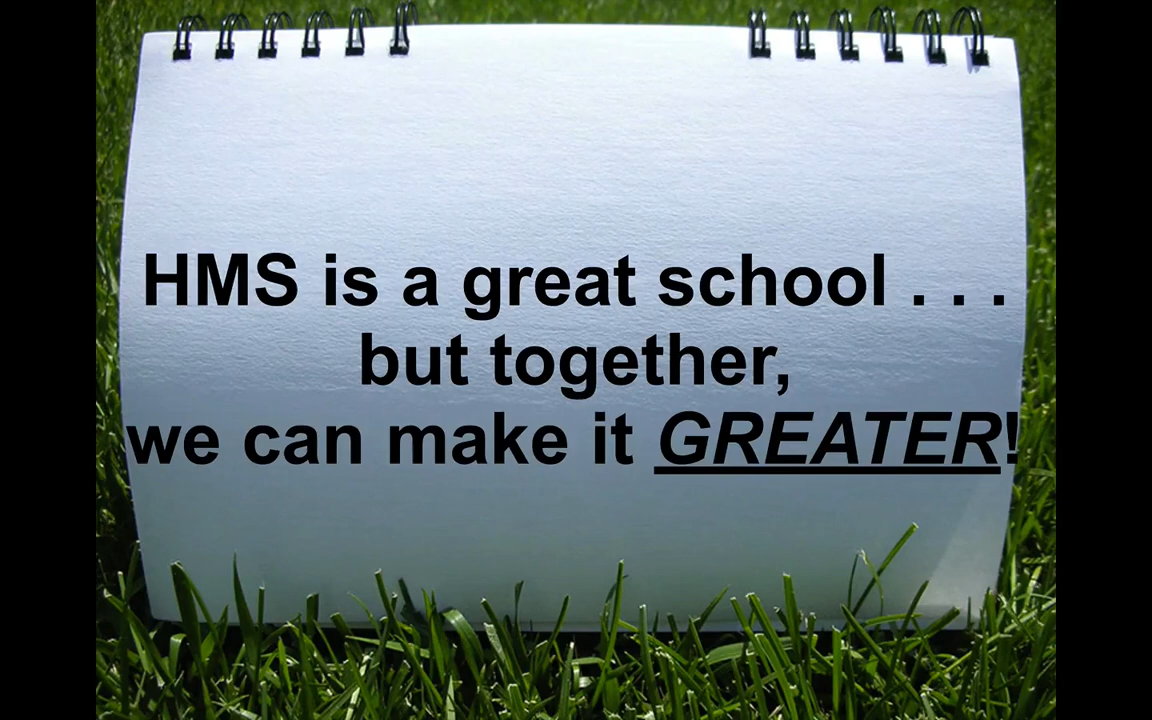 HMS is a great school . . .
but together,
we can make it GREATER!